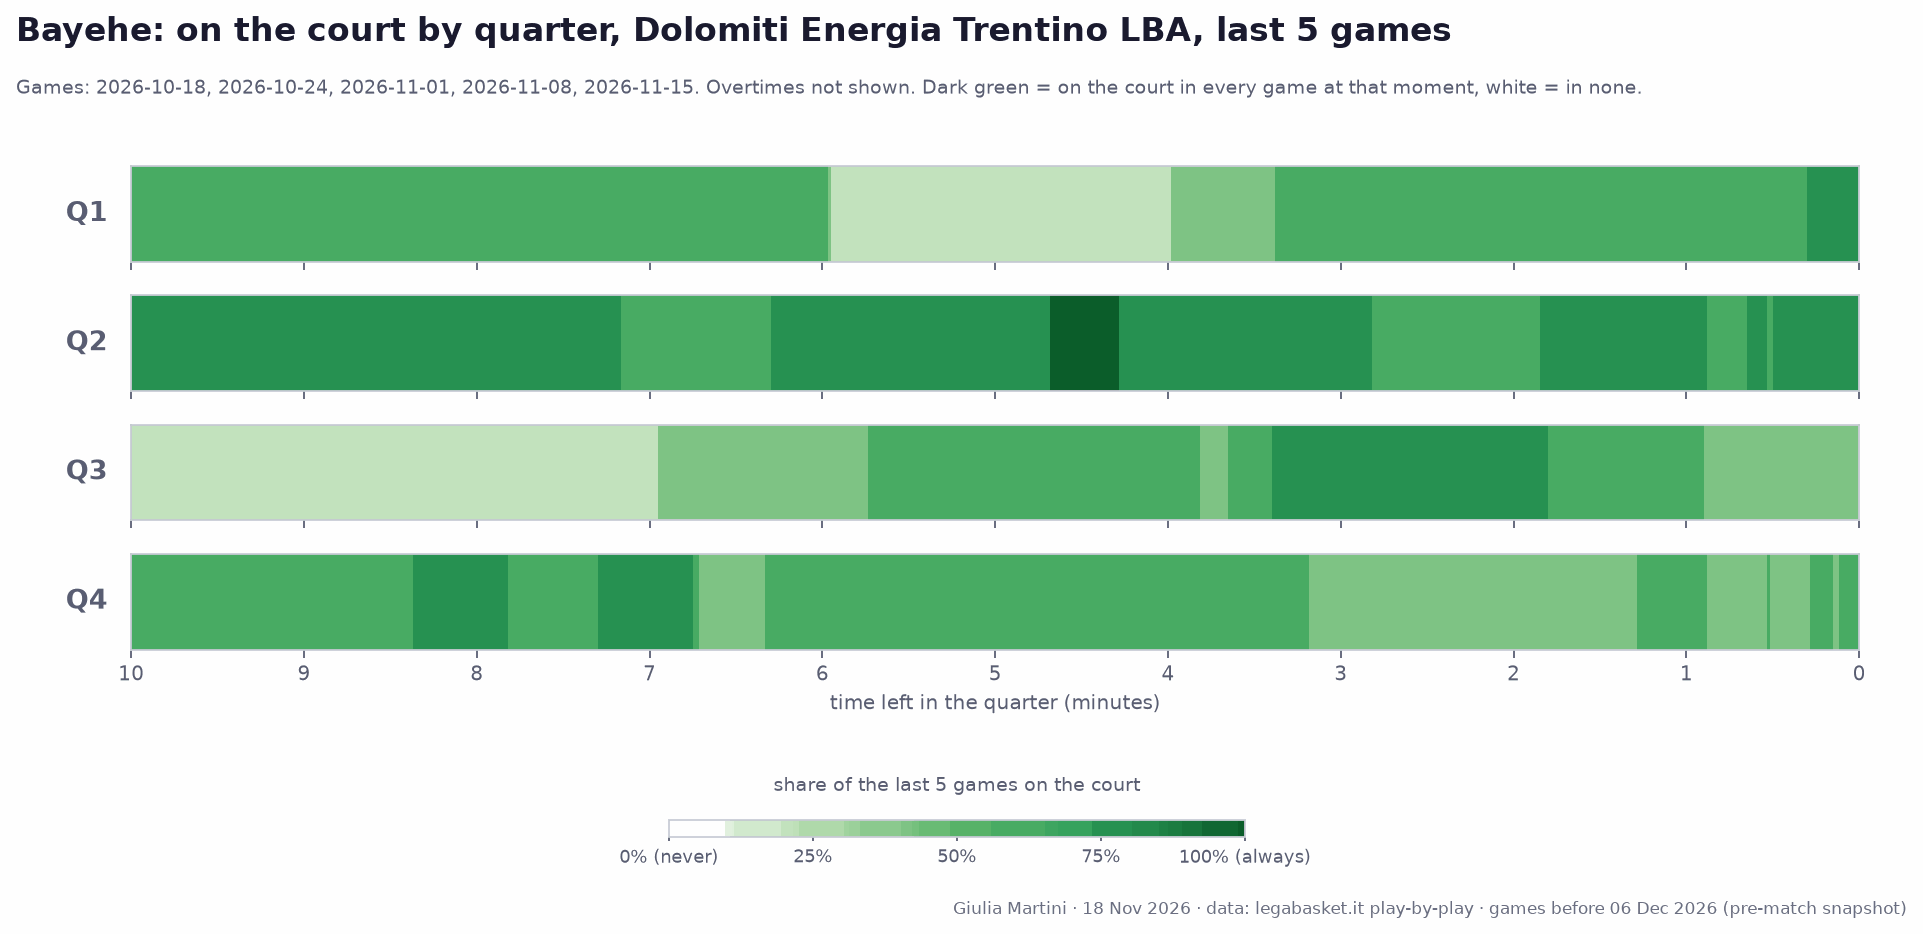 Bayehe: on the court by quarter, Dolomiti Energia Trentino LBA, last 5 games
Games: 2026-10-18, 2026-10-24, 2026-11-01, 2026-11-08, 2026-11-15. Overtimes not shown. Dark green = on the court in every game at that moment, white = in none.
Q1
Q2
Q3
Q4
10 9 8 7 6 5 4 3 2 1 0
time left in the quarter (minutes)
share of the last 5 games on the court
0% (never) 25% 50% 75% 100% (always)
Giulia Martini · 18 Nov 2026 · data: legabasket.it play-by-play · games before 06 Dec 2026 (pre-match snapshot)